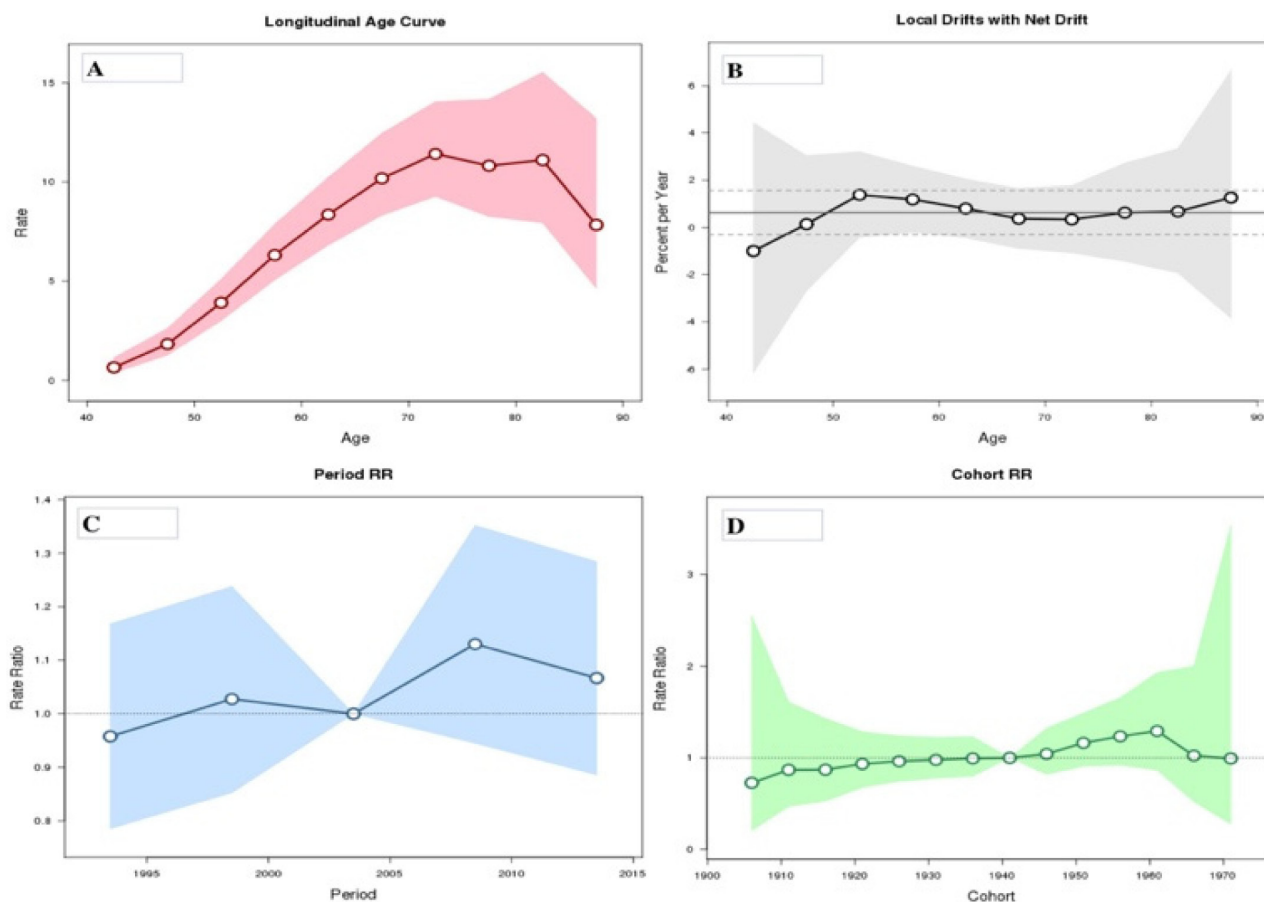 Longitudinal Age Curve
A
Rate
15
10
5
0
40 50 60 70 80 90
Age
Local Drifts with Net Drift
B
Percent per Year
6
4
2
0
-2
-4
-6
40 50 60 70 80 90
Age
Period RR
C
Rate Ratio
1.4
1.3
1.2
1.1
1.0
0.9
0.8
1995 2000 2005 2010 2015
Period
Cohort RR
D
Rate Ratio
3
2
1
0
1900 1910 1920 1930 1940 1950 1960 1970
Cohort